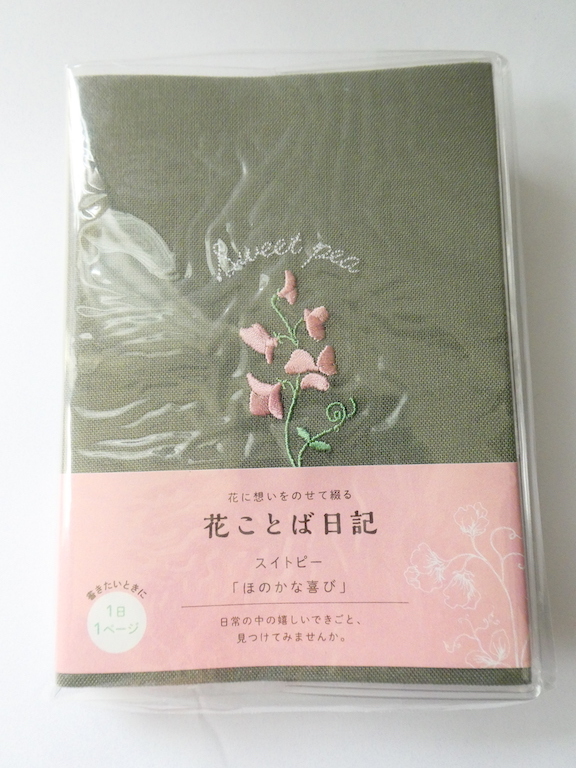 Sweet pea
花に想いをのせて綴る
花ことば日記
スイトピー
「ほのかな喜び」
日常の中の嬉しいできごと、
見つけてみませんか。
書きたいときに
1日
1ページ